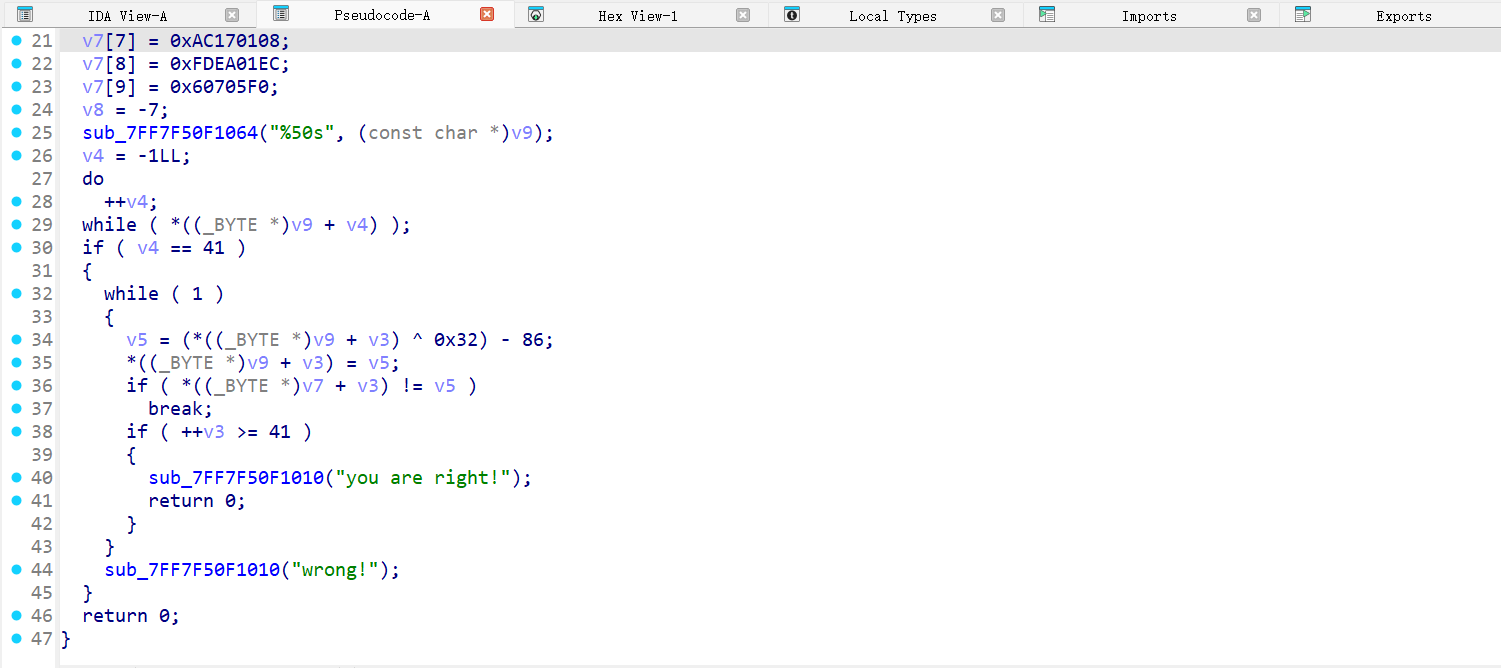 IDA View-A Pseudocode-A Hex View-1 Local Types Imports Exports
21 v7[7] = 0xAC170108;
22 v7[8] = 0xFDEA01EC;
23 v7[9] = 0x60705F0;
24 v8 = -7;
25 sub_7FF7F50F1064("%50s", (const char *)v9);
26 v4 = -1LL;
27 do
28 ++v4;
29 while ( *((_BYTE *)v9 + v4) );
30 if ( v4 == 41 )
31 {
32 while ( 1 )
33 {
34 v5 = (*((_BYTE *)v9 + v3) ^ 0x32) - 86;
35 *((_BYTE *)v9 + v3) = v5;
36 if ( *((_BYTE *)v7 + v3) != v5 )
37 break;
38 if ( ++v3 >= 41 )
39 {
40 sub_7FF7F50F1010("you are right!");
41 return 0;
42 }
43 }
44 sub_7FF7F50F1010("wrong!");
45 }
46 return 0;
47 }